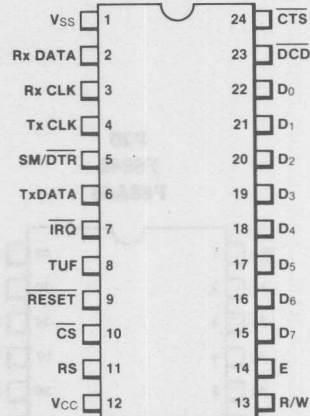 VSS 1 24 CTS
Rx DATA 2 23 DCD
Rx CLK 3 22 D0
Tx CLK 4 21 D1
SM/DTR 5 20 D2
TxDATA 6 19 D3
IRQ 7 18 D4
TUF 8 17 D5
RESET 9 16 D6
CS 10 15 D7
RS 11 14 E
VCC 12 13 R/W